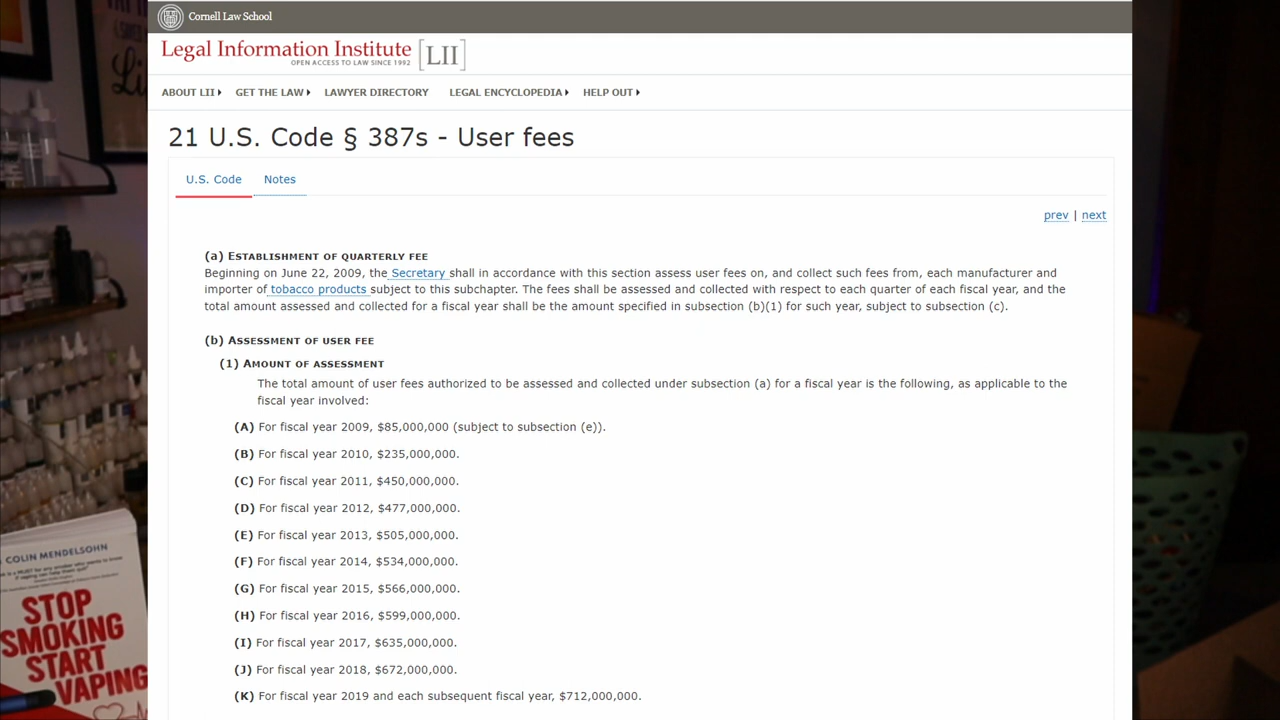 Cornell Law School
Legal Information Institute [LII]
OPEN ACCESS TO LAW SINCE 1992
ABOUT LII GET THE LAW LAWYER DIRECTORY LEGAL ENCYCLOPEDIA HELP OUT
21 U.S. Code § 387s - User fees
U.S. Code Notes
prev | next
(a) ESTABLISHMENT OF QUARTERLY FEE
Beginning on June 22, 2009, the Secretary shall in accordance with this section assess user fees on, and collect such fees from, each manufacturer and
importer of tobacco products subject to this subchapter. The fees shall be assessed and collected with respect to each quarter of each fiscal year, and the
total amount assessed and collected for a fiscal year shall be the amount specified in subsection (b)(1) for such year, subject to subsection (c).
(b) ASSESSMENT OF USER FEE
(1) AMOUNT OF ASSESSMENT
The total amount of user fees authorized to be assessed and collected under subsection (a) for a fiscal year is the following, as applicable to the
fiscal year involved:
(A) For fiscal year 2009, $85,000,000 (subject to subsection (e)).
(B) For fiscal year 2010, $235,000,000.
(C) For fiscal year 2011, $450,000,000.
(D) For fiscal year 2012, $477,000,000.
(E) For fiscal year 2013, $505,000,000.
(F) For fiscal year 2014, $534,000,000.
(G) For fiscal year 2015, $566,000,000.
(H) For fiscal year 2016, $599,000,000.
(I) For fiscal year 2017, $635,000,000.
(J) For fiscal year 2018, $672,000,000.
(K) For fiscal year 2019 and each subsequent fiscal year, $712,000,000.
COLIN MENDELSOHN
STOP
SMOKING
START
VAPING